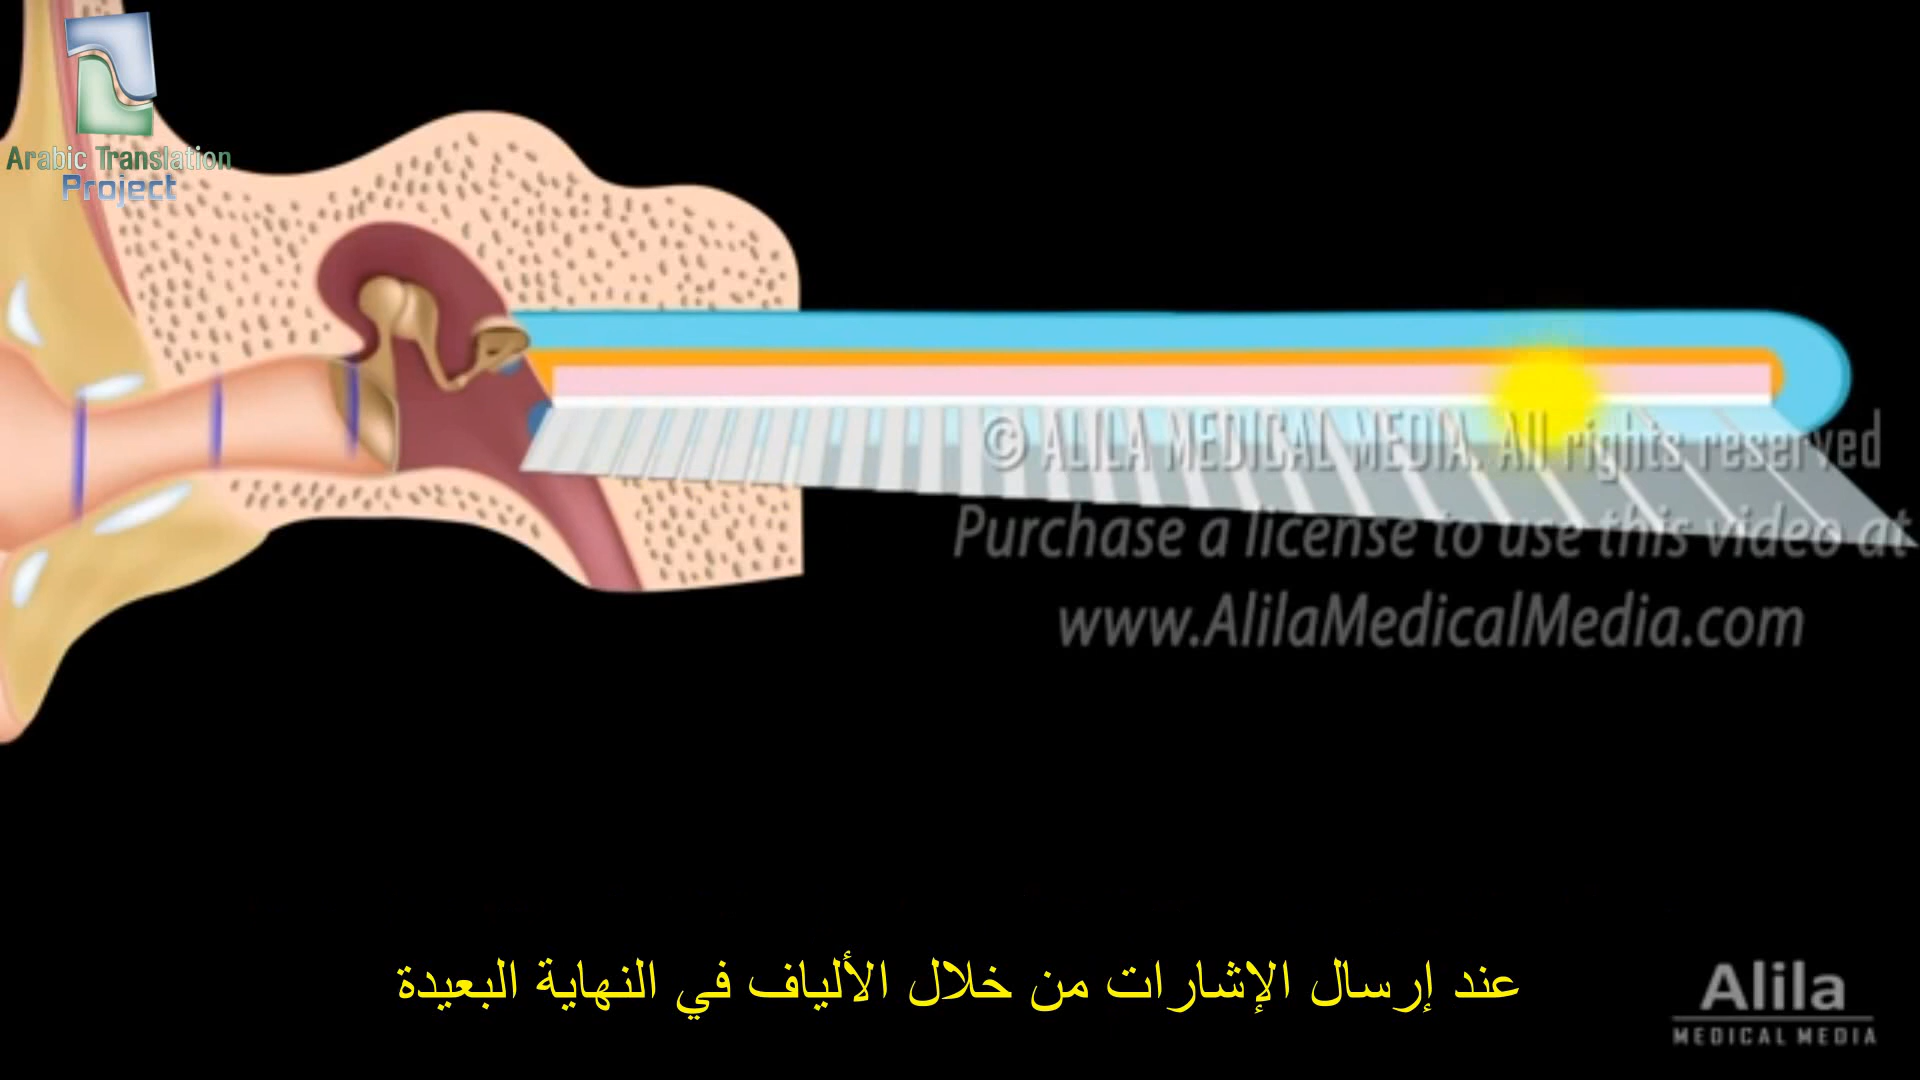 Arabic Translation
Project
© ALILA MEDICAL MEDIA. All rights reserved
Purchase a license to use this video at
www.AlilaMedicalMedia.com
عند إرسال الإشارات من خلال الألياف في النهاية البعيدة
Alila
MEDICAL MEDIA